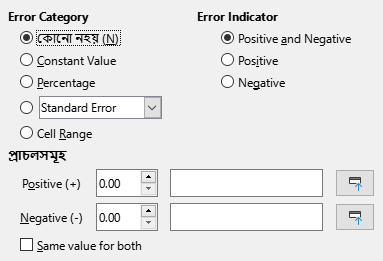 Error Category
Error Indicator
কোনো নহয় (N)
Positive and Negative
Constant Value
Positive
Percentage
Negative
Standard Error
Cell Range
প্ৰাচলসমূহ
Positive (+) 0.00
Negative (-) 0.00
Same value for both